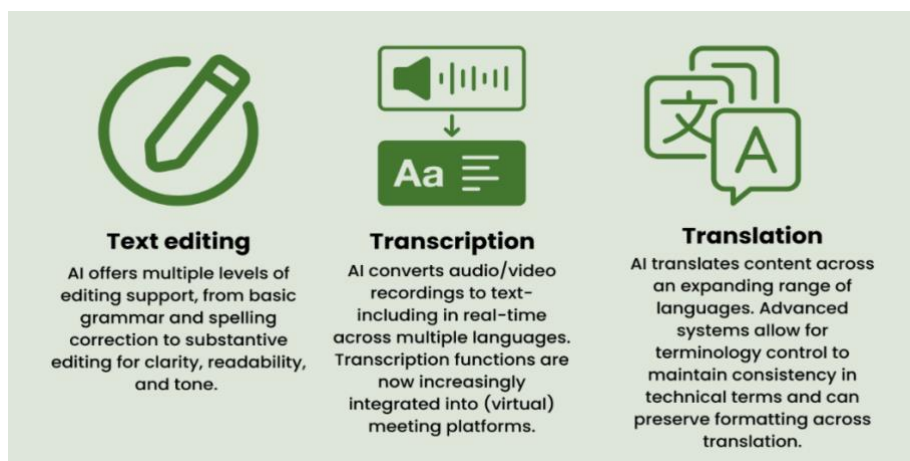 Text editing
AI offers multiple levels of
editing support, from basic
grammar and spelling
correction to substantive
editing for clarity, readability,
and tone.
Aa
Transcription
AI converts audio/video
recordings to text-
including in real-time
across multiple languages.
Transcription functions are
now increasingly
integrated into (virtual)
meeting platforms.
文
A
Translation
AI translates content across
an expanding range of
languages. Advanced
systems allow for
terminology control to
maintain consistency in
technical terms and can
preserve formatting across
translation.